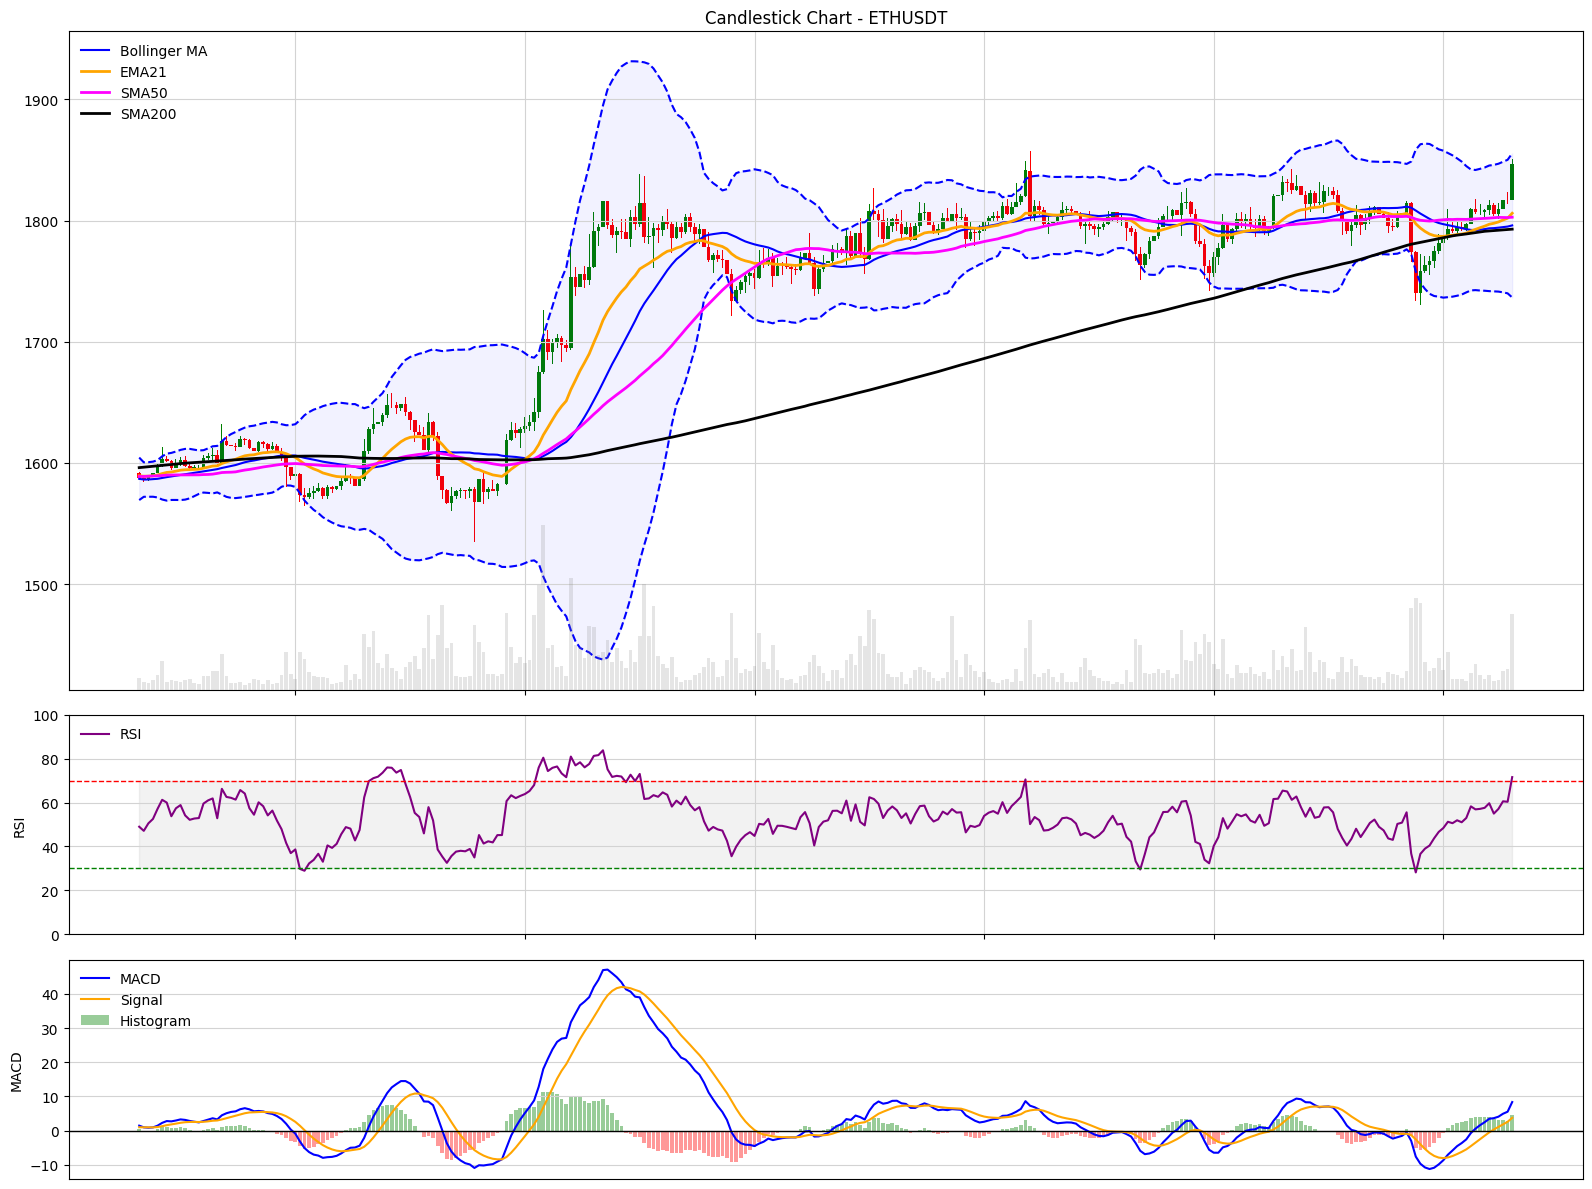 Candlestick Chart - ETHUSDT
Bollinger MA
EMA21
SMA50
SMA200
1900
1800
1700
1600
1500
RSI
100
80
60
40
20
0
RSI
MACD
Signal
Histogram
40
30
20
10
0
−10
MACD